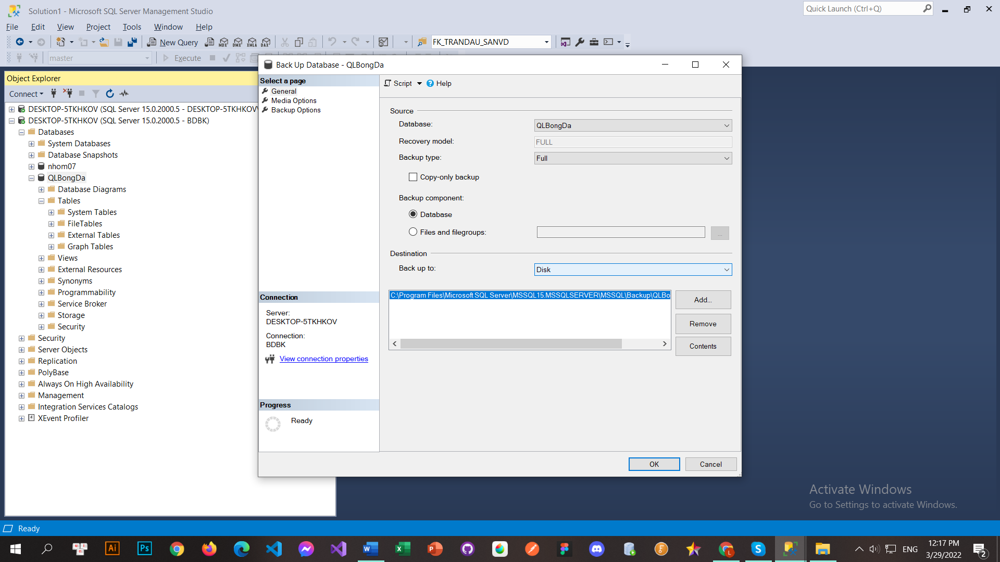 Solution1 - Microsoft SQL Server Management Studio
Quick Launch (Ctrl+Q)
File Edit View Project Tools Window Help
New Query
MDX DMX XMLA DAX
FK_TRANDAU_SANVD
master
Execute
Object Explorer
Connect
DESKTOP-5TKHKOV (SQL Server 15.0.2000.5 - DESKTOP-5TKHKOV
DESKTOP-5TKHKOV (SQL Server 15.0.2000.5 - BDBK)
Databases
System Databases
Database Snapshots
nhom07
QLBongDa
Database Diagrams
Tables
System Tables
FileTables
External Tables
Graph Tables
Views
External Resources
Synonyms
Programmability
Service Broker
Storage
Security
Security
Server Objects
Replication
PolyBase
Always On High Availability
Management
Integration Services Catalogs
XEvent Profiler
Back Up Database - QLBongDa
Select a page
General
Media Options
Backup Options
Connection
Server:
DESKTOP-5TKHKOV
Connection:
BDBK
View connection properties
Progress
Ready
Script Help
Source
Database: QLBongDa
Recovery model: FULL
Backup type: Full
Copy-only backup
Backup component:
Database
Files and filegroups: ...
Destination
Back up to: Disk
C:\Program Files\Microsoft SQL Server\MSSQL15.MSSQLSERVER\MSSQL\Backup\QLBo
Add...
Remove
Contents
OK Cancel
Activate Windows
Go to Settings to activate Windows.
Ready
Ai Ps
ENG
12:17 PM
3/29/2022
2